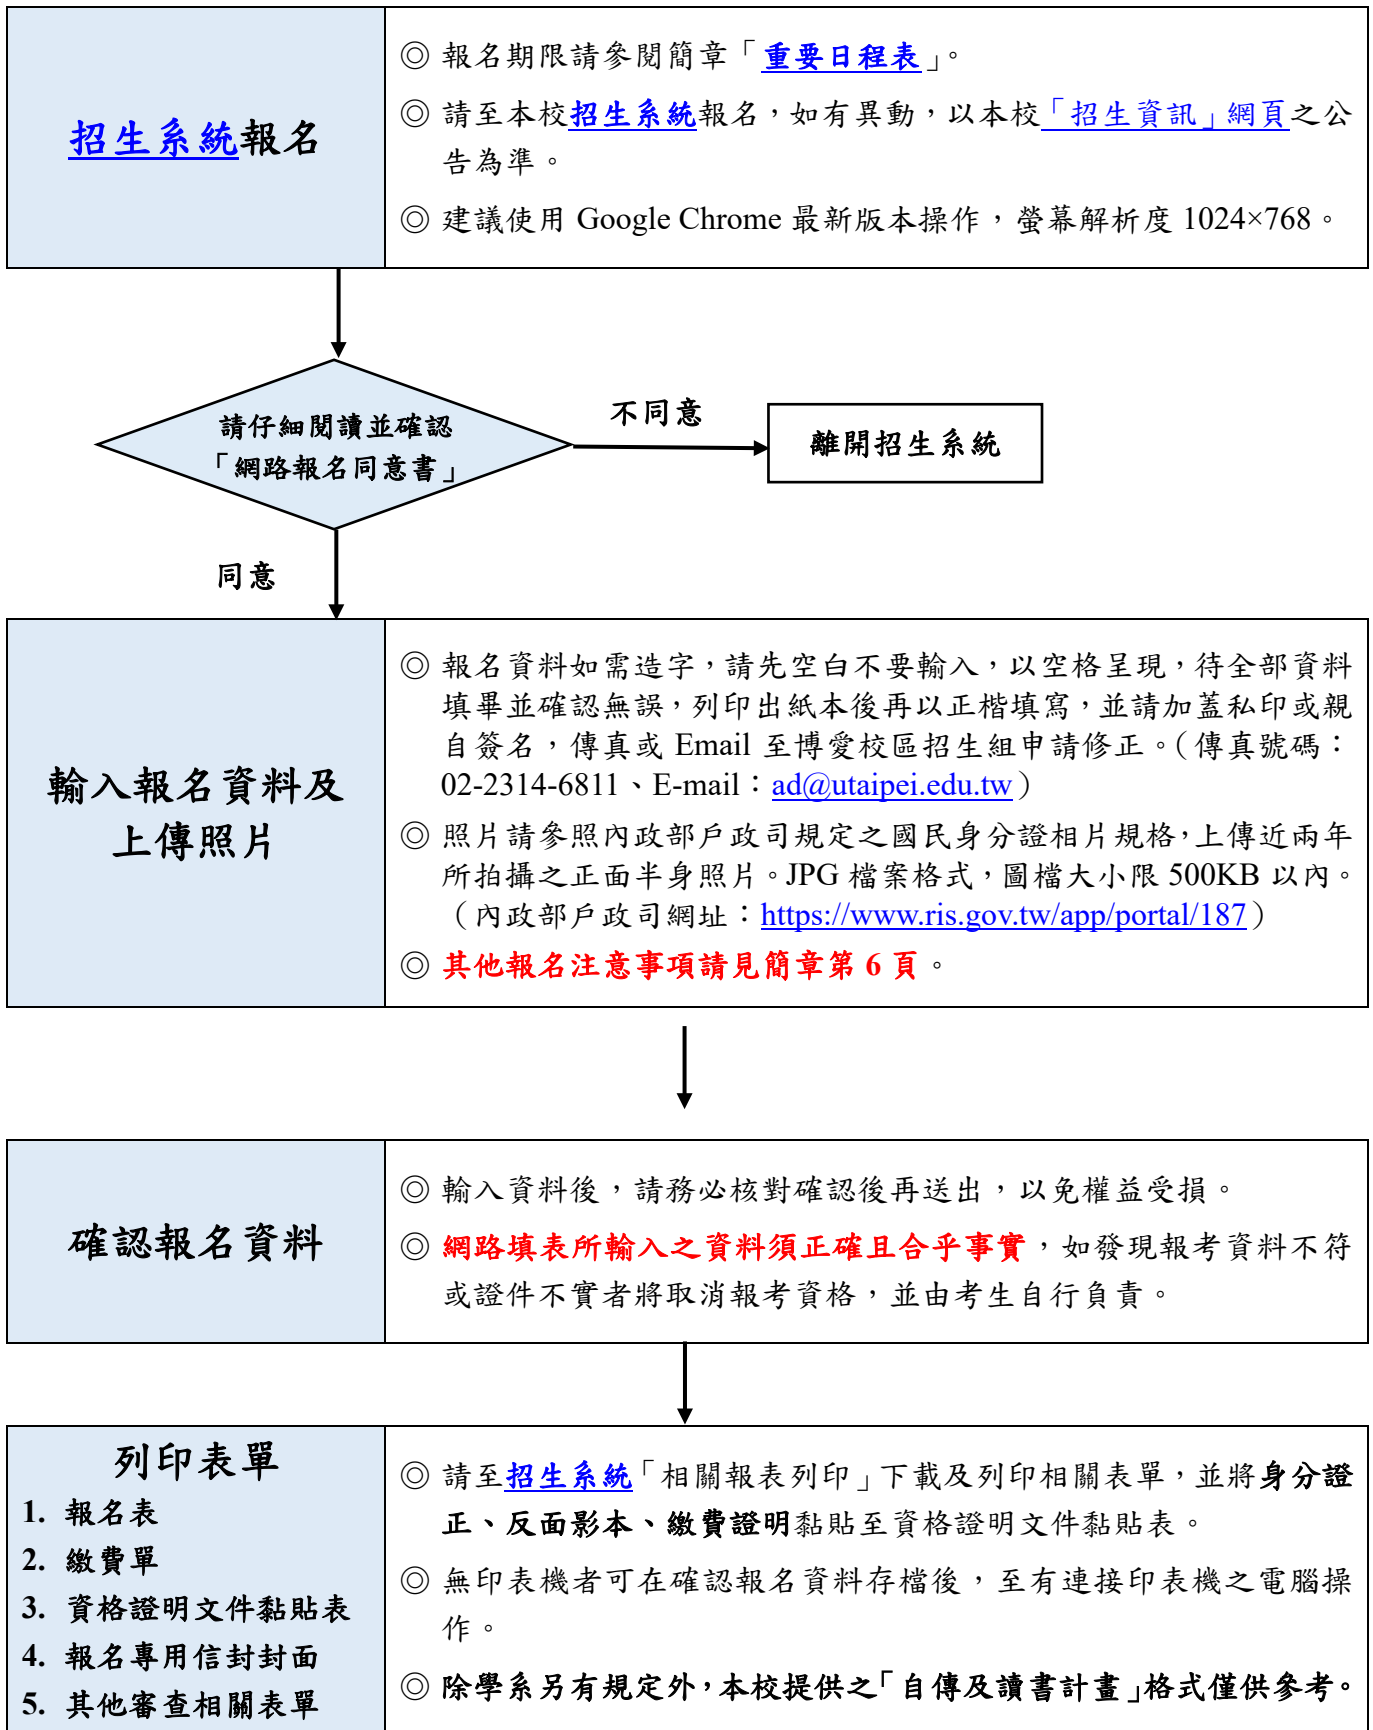 招生系統報名
◎ 報名期限請參閱簡章「重要日程表」。
◎ 請至本校招生系統報名，如有異動，以本校「招生資訊」網頁之公
告為準。
◎ 建議使用 Google Chrome 最新版本操作，螢幕解析度 1024×768。
請仔細閱讀並確認
「網路報名同意書」
不同意
離開招生系統
同意
輸入報名資料及
上傳照片
◎ 報名資料如需造字，請先空白不要輸入，以空格呈現，待全部資料
填畢並確認無誤，列印出紙本後再以正楷填寫，並請加蓋私印或親
自簽名，傳真或 Email 至博愛校區招生組申請修正。（傳真號碼：
02-2314-6811、E-mail：ad@utaipei.edu.tw）
◎ 照片請參照內政部戶政司規定之國民身分證相片規格，上傳近兩年
所拍攝之正面半身照片。JPG 檔案格式，圖檔大小限 500KB 以內。
（內政部戶政司網址：https://www.ris.gov.tw/app/portal/187）
◎ 其他報名注意事項請見簡章第 6 頁。
確認報名資料
◎ 輸入資料後，請務必核對確認後再送出，以免權益受損。
◎ 網路填表所輸入之資料須正確且合乎事實，如發現報考資料不符
或證件不實者將取消報考資格，並由考生自行負責。
列印表單
1. 報名表
2. 繳費單
3. 資格證明文件黏貼表
4. 報名專用信封封面
5. 其他審查相關表單
◎ 請至招生系統「相關報表列印」下載及列印相關表單，並將身分證
正、反面影本、繳費證明黏貼至資格證明文件黏貼表。
◎ 無印表機者可在確認報名資料存檔後，至有連接印表機之電腦操
作。
◎ 除學系另有規定外，本校提供之「自傳及讀書計畫」格式僅供參考。